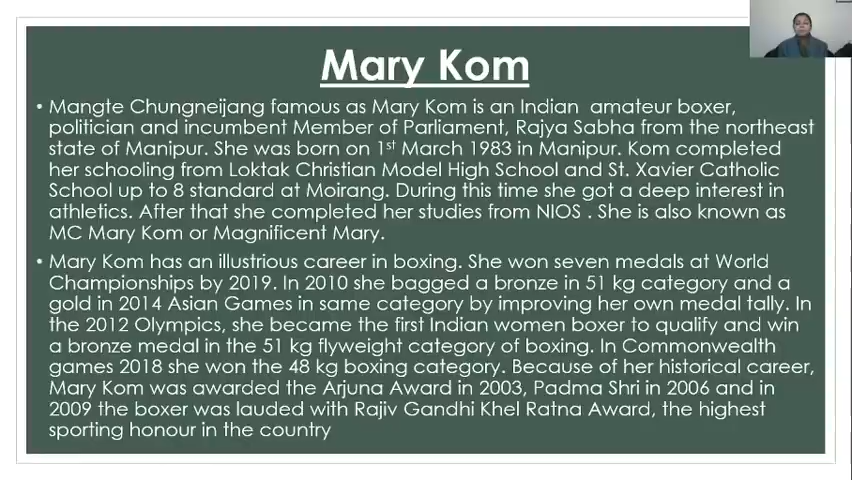 Mary Kom
• Mangte Chungneijang famous as Mary Kom is an Indian amateur boxer,
politician and incumbent Member of Parliament, Rajya Sabha from the northeast
state of Manipur. She was born on 1st March 1983 in Manipur. Kom completed
her schooling from Loktak Christian Model High School and St. Xavier Catholic
School up to 8 standard at Moirang. During this time she got a deep interest in
athletics. After that she completed her studies from NIOS . She is also known as
MC Mary Kom or Magnificent Mary.
• Mary Kom has an illustrious career in boxing. She won seven medals at World
Championships by 2019. In 2010 she bagged a bronze in 51 kg category and a
gold in 2014 Asian Games in same category by improving her own medal tally. In
the 2012 Olympics, she became the first Indian women boxer to qualify and win
a bronze medal in the 51 kg flyweight category of boxing. In Commonwealth
games 2018 she won the 48 kg boxing category. Because of her historical career,
Mary Kom was awarded the Arjuna Award in 2003, Padma Shri in 2006 and in
2009 the boxer was lauded with Rajiv Gandhi Khel Ratna Award, the highest
sporting honour in the country